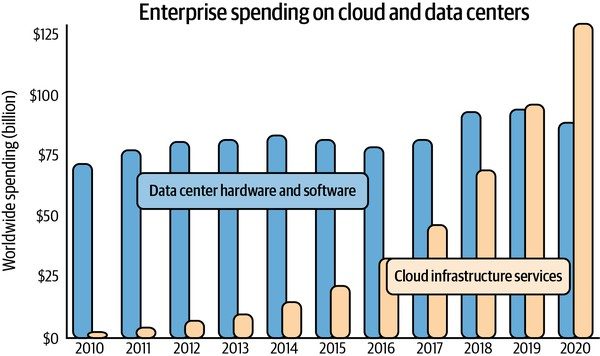 Enterprise spending on cloud and data centers
Worldwide spending (billion)
$125
$100
$75
$50
$25
$0
Data center hardware and software
Cloud infrastructure services
2010 2011 2012 2013 2014 2015 2016 2017 2018 2019 2020